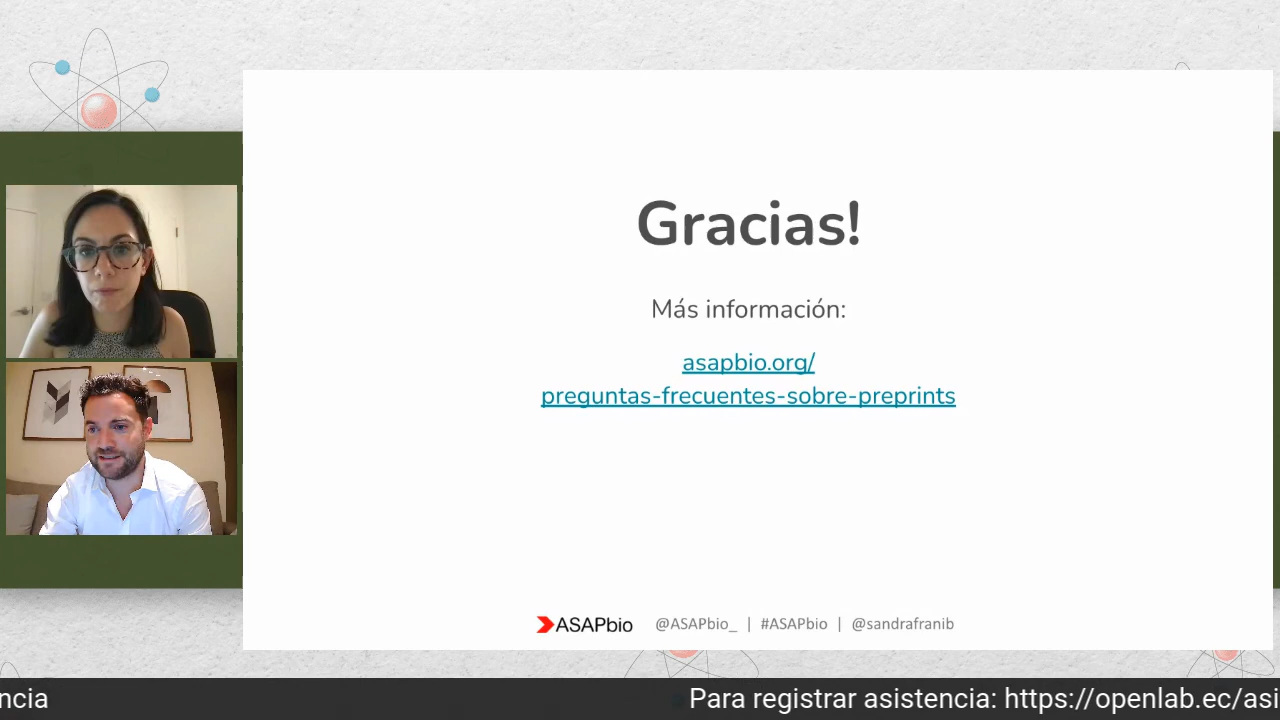 Gracias!
Más información:
asapbio.org/
preguntas-frecuentes-sobre-preprints
ASAPbio @ASAPbio_ | #ASAPbio | @sandrafranib
ncia Para registrar asistencia: https://openlab.ec/asi